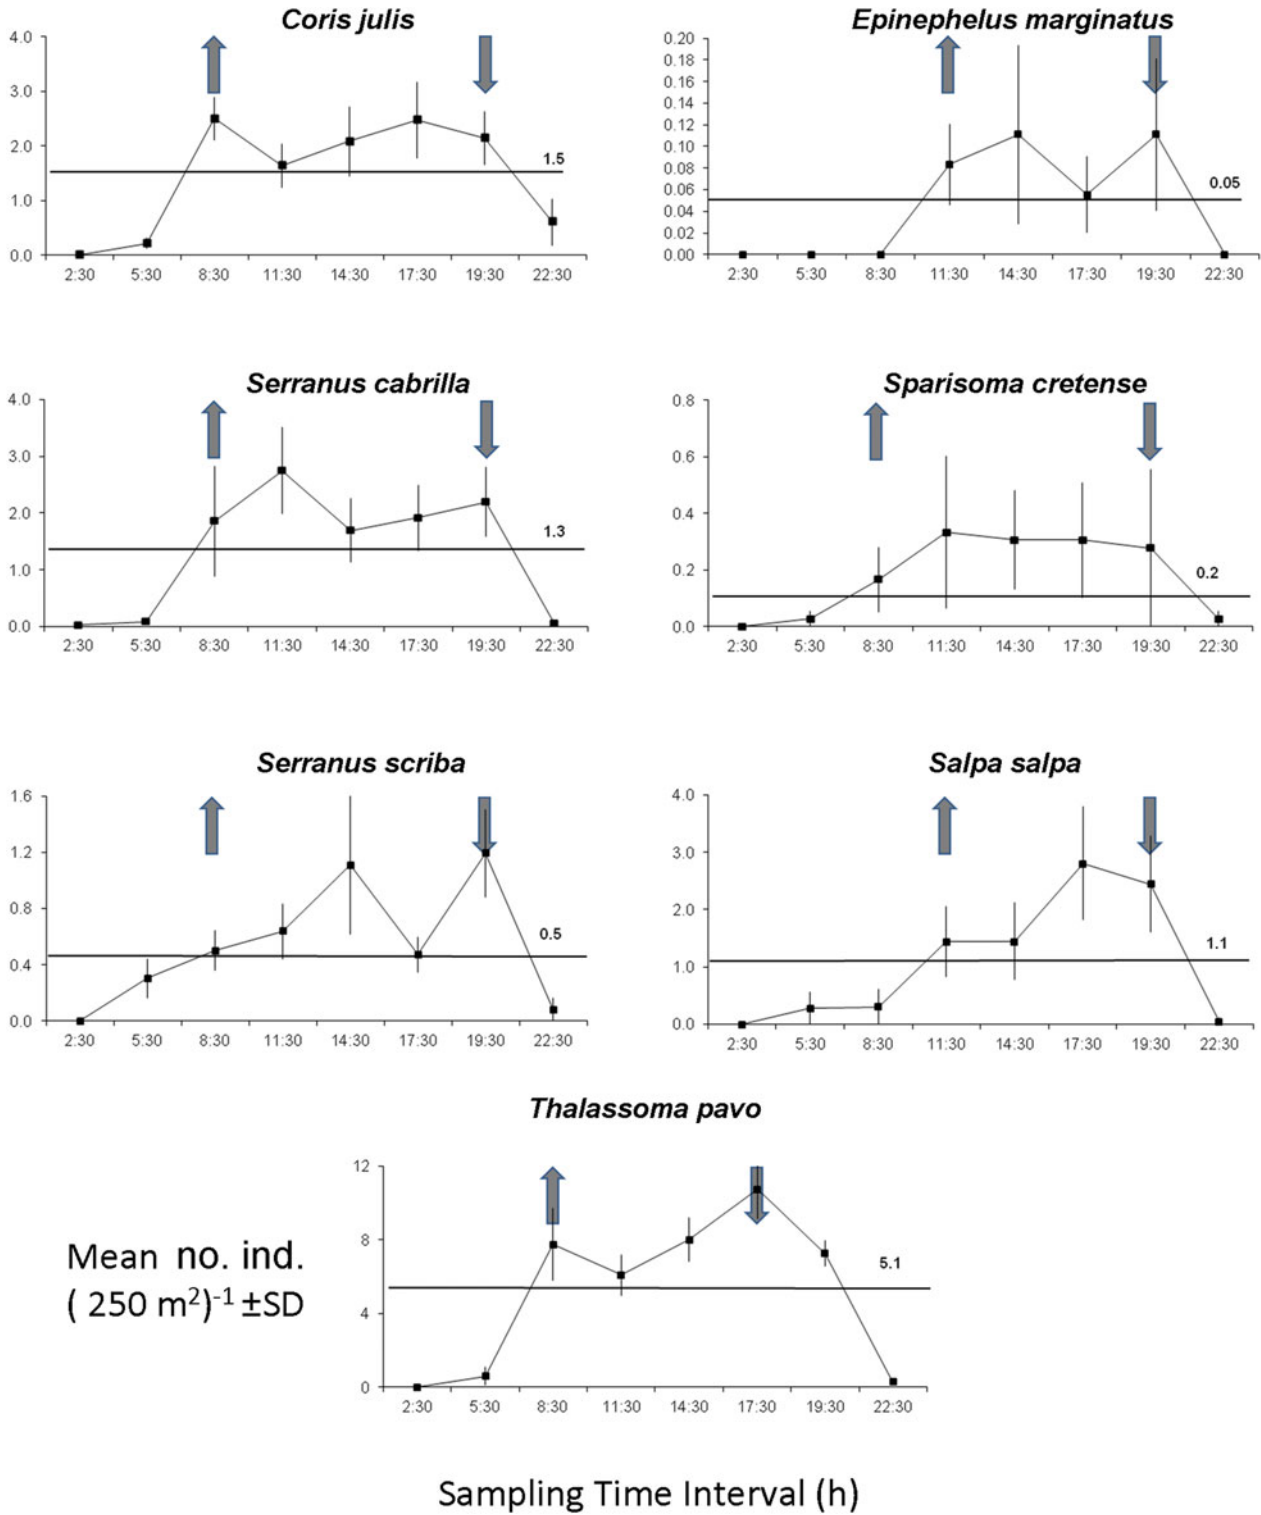 Coris julis
4.0
3.0
2.0
1.0
0.0
1.5
2:30 5:30 8:30 11:30 14:30 17:30 19:30 22:30
Epinephelus marginatus
0.20
0.18
0.16
0.14
0.12
0.10
0.08
0.06
0.04
0.02
0.00
0.05
2:30 5:30 8:30 11:30 14:30 17:30 19:30 22:30
Serranus cabrilla
4.0
3.0
2.0
1.0
0.0
1.3
2:30 5:30 8:30 11:30 14:30 17:30 19:30 22:30
Sparisoma cretense
0.8
0.6
0.4
0.2
0.0
0.2
2:30 5:30 8:30 11:30 14:30 17:30 19:30 22:30
Serranus scriba
1.6
1.2
0.8
0.4
0.0
0.5
2:30 5:30 8:30 11:30 14:30 17:30 19:30 22:30
Salpa salpa
4.0
3.0
2.0
1.0
0.0
1.1
2:30 5:30 8:30 11:30 14:30 17:30 19:30 22:30
Thalassoma pavo
12
8
4
0
5.1
2:30 5:30 8:30 11:30 14:30 17:30 19:30 22:30
Mean no. ind.
( 250 m²)⁻¹ ±SD
Sampling Time Interval (h)